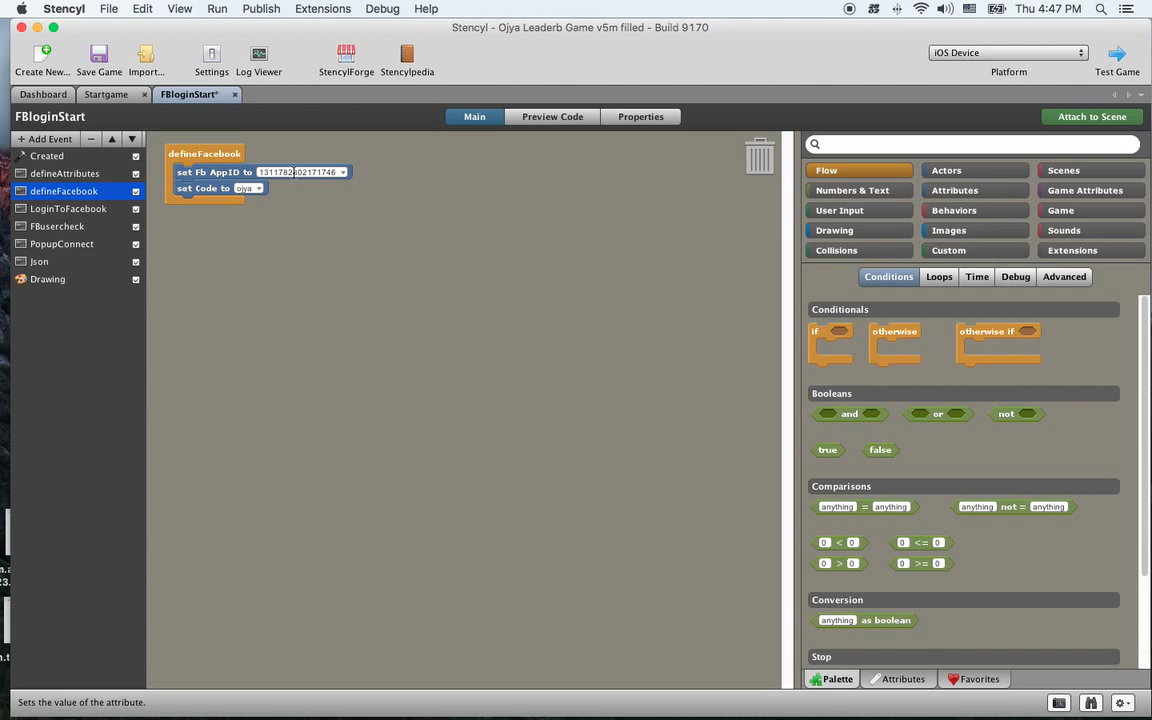 Stencyl File Edit View Run Publish Extensions Debug Help Thu 4:47 PM
Stencyl - Ojya Leaderb Game v5m filled - Build 9170
Create New... Save Game Import... Settings Log Viewer StencylForge Stencylpedia
iOS Device
Platform
Test Game
Dashboard Startgame FBloginStart*
FBloginStart Main Preview Code Properties Attach to Scene
+ Add Event
Created
defineAttributes
defineFacebook
LoginToFacebook
FBusercheck
PopupConnect
Json
Drawing
defineFacebook
set Fb AppID to 1311782602171746
set Code to ojya
Flow Actors Scenes
Numbers & Text Attributes Game Attributes
User Input Behaviors Game
Drawing Images Sounds
Collisions Custom Extensions
Conditions Loops Time Debug Advanced
Conditionals
if otherwise otherwise if
Booleans
and or not
true false
Comparisons
anything = anything anything not = anything
0 < 0 0 <= 0
0 > 0 0 >= 0
Conversion
anything as boolean
Stop
Palette Attributes Favorites
Sets the value of the attribute.